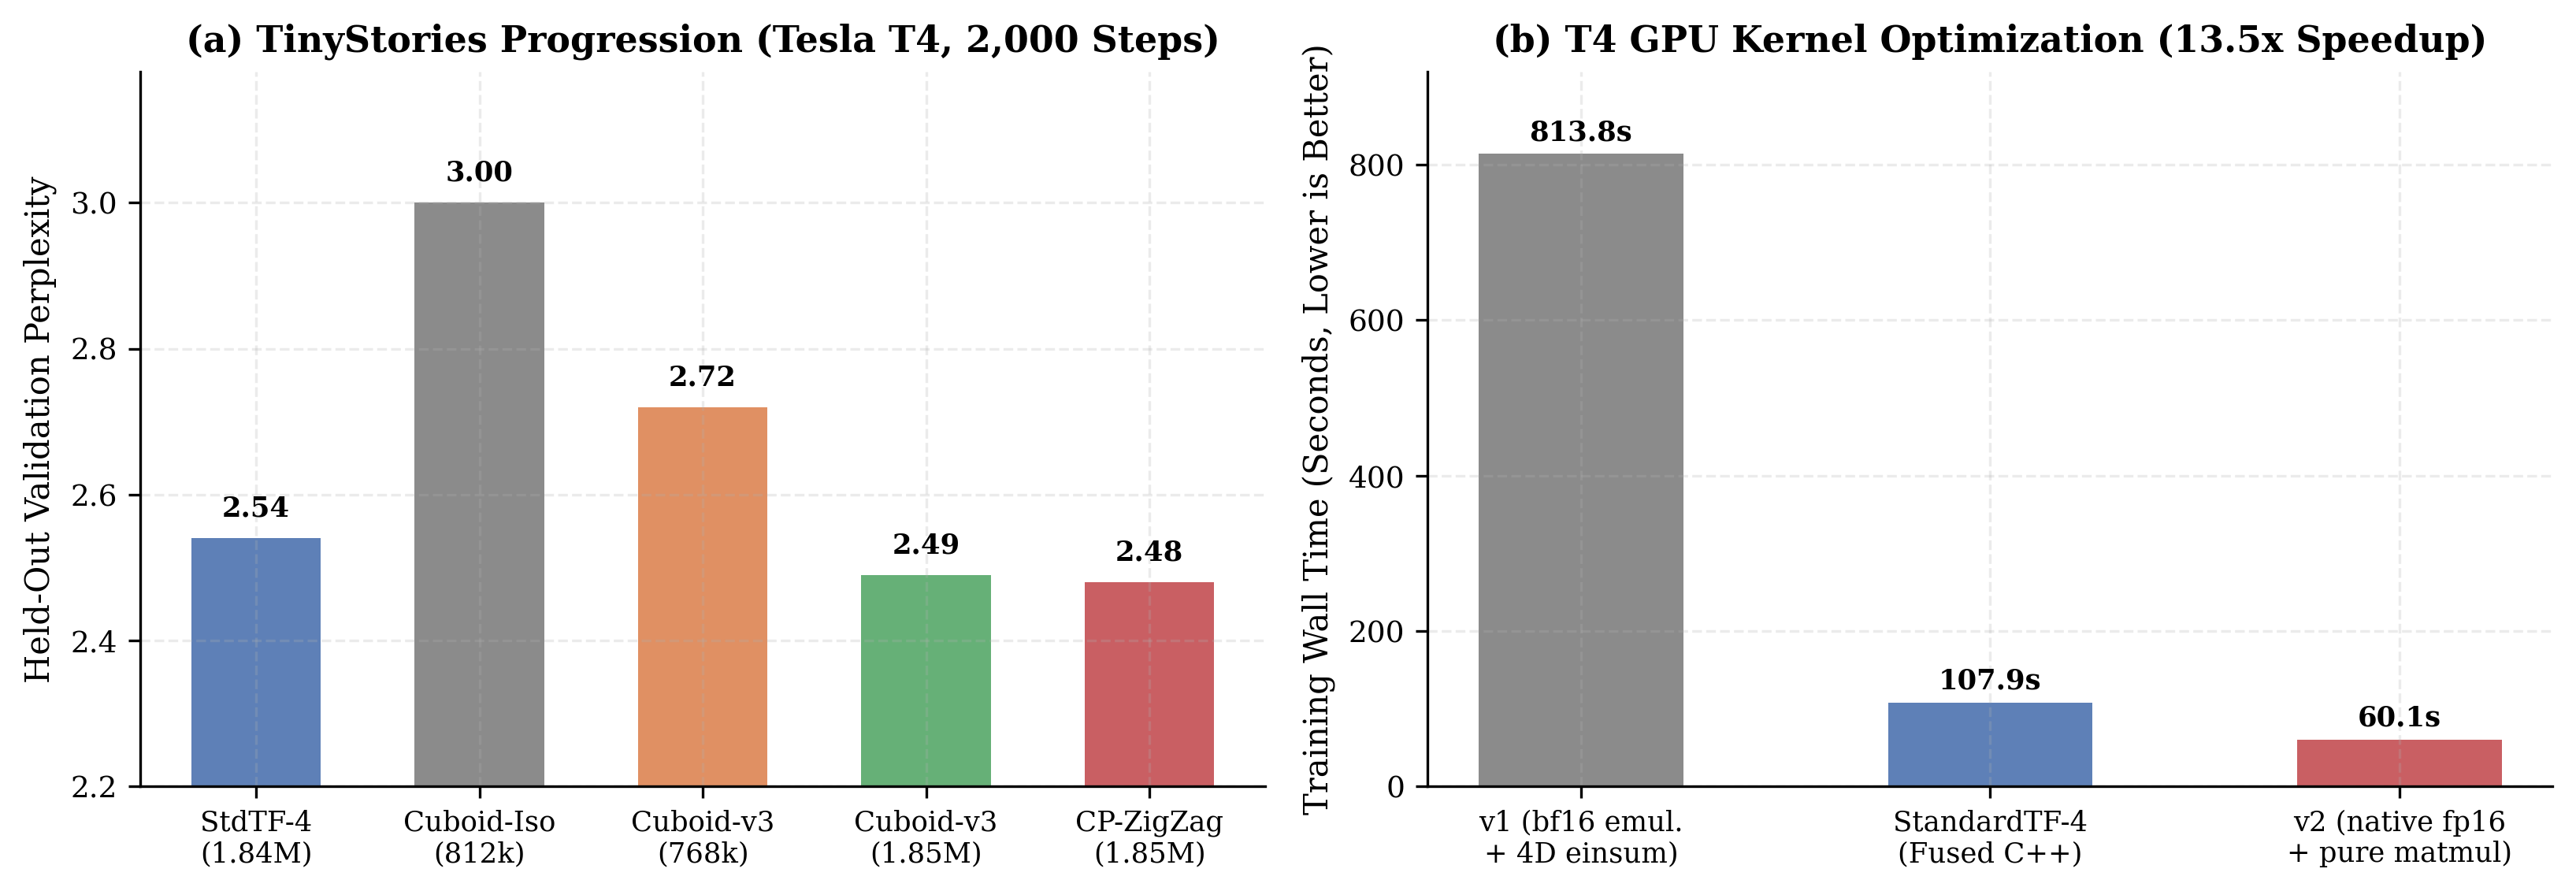 (a) TinyStories Progression (Tesla T4, 2,000 Steps)
Held-Out Validation Perplexity
3.0
2.8
2.6
2.4
2.2
2.54
3.00
2.72
2.49
2.48
StdTF-4
(1.84M)
Cuboid-Iso
(812k)
Cuboid-v3
(768k)
Cuboid-v3
(1.85M)
CP-ZigZag
(1.85M)
(b) T4 GPU Kernel Optimization (13.5x Speedup)
Training Wall Time (Seconds, Lower is Better)
800
600
400
200
0
813.8s
107.9s
60.1s
v1 (bf16 emul.
+ 4D einsum)
StandardTF-4
(Fused C++)
v2 (native fp16
+ pure matmul)